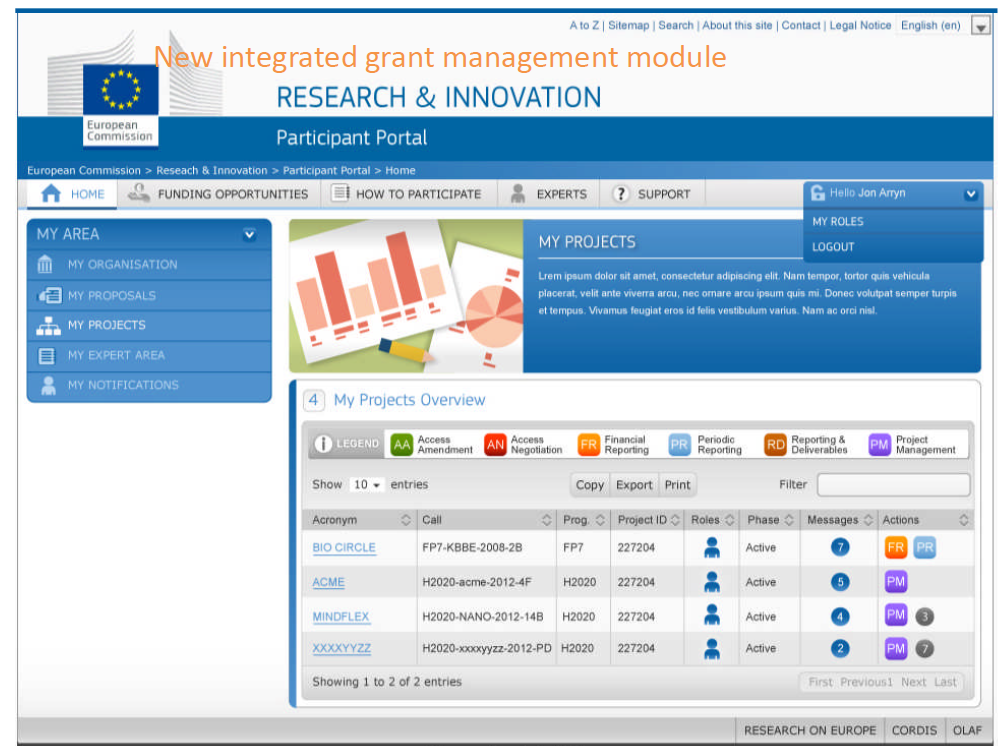 A to Z | Sitemap | Search | About this site | Contact | Legal Notice English (en)
New integrated grant management module
RESEARCH & INNOVATION
European
Commission
Participant Portal
European Commission > Reseach & Innovation > Participant Portal > Home
HOME FUNDING OPPORTUNITIES HOW TO PARTICIPATE EXPERTS ? SUPPORT
Hello Jon Arryn
MY ROLES
LOGOUT
MY AREA
MY ORGANISATION
MY PROPOSALS
MY PROJECTS
MY EXPERT AREA
MY NOTIFICATIONS
MY PROJECTS
Lrem ipsum dolor sit amet, consectetur adipiscing elit. Nam tempor, tortor quis vehicula
placerat, velit ante viverra arcu, nec ornare arcu ipsum quis mi. Donec volutpat semper turpis
et tempus. Vivamus feugiat eros id felis vestibulum varius. Nam ac orci nisl.
4 My Projects Overview
i LEGEND AA Access Amendment AN Access Negotiation FR Financial Reporting PR Periodic Reporting RD Reporting & Deliverables PM Project Management
Show 10 entries Copy Export Print Filter
Acronym Call Prog. Project ID Roles Phase Messages Actions
BIO CIRCLE FP7-KBBE-2008-2B FP7 227204 Active 7 FR PR
ACME H2020-acme-2012-4F H2020 227204 Active 5 PM
MINDFLEX H2020-NANO-2012-14B H2020 227204 Active 4 PM 3
XXXXYYZZ H2020-xxxxyyzz-2012-PD H2020 227204 Active 2 PM 7
Showing 1 to 2 of 2 entries First Previous1 Next Last
RESEARCH ON EUROPE CORDIS OLAF